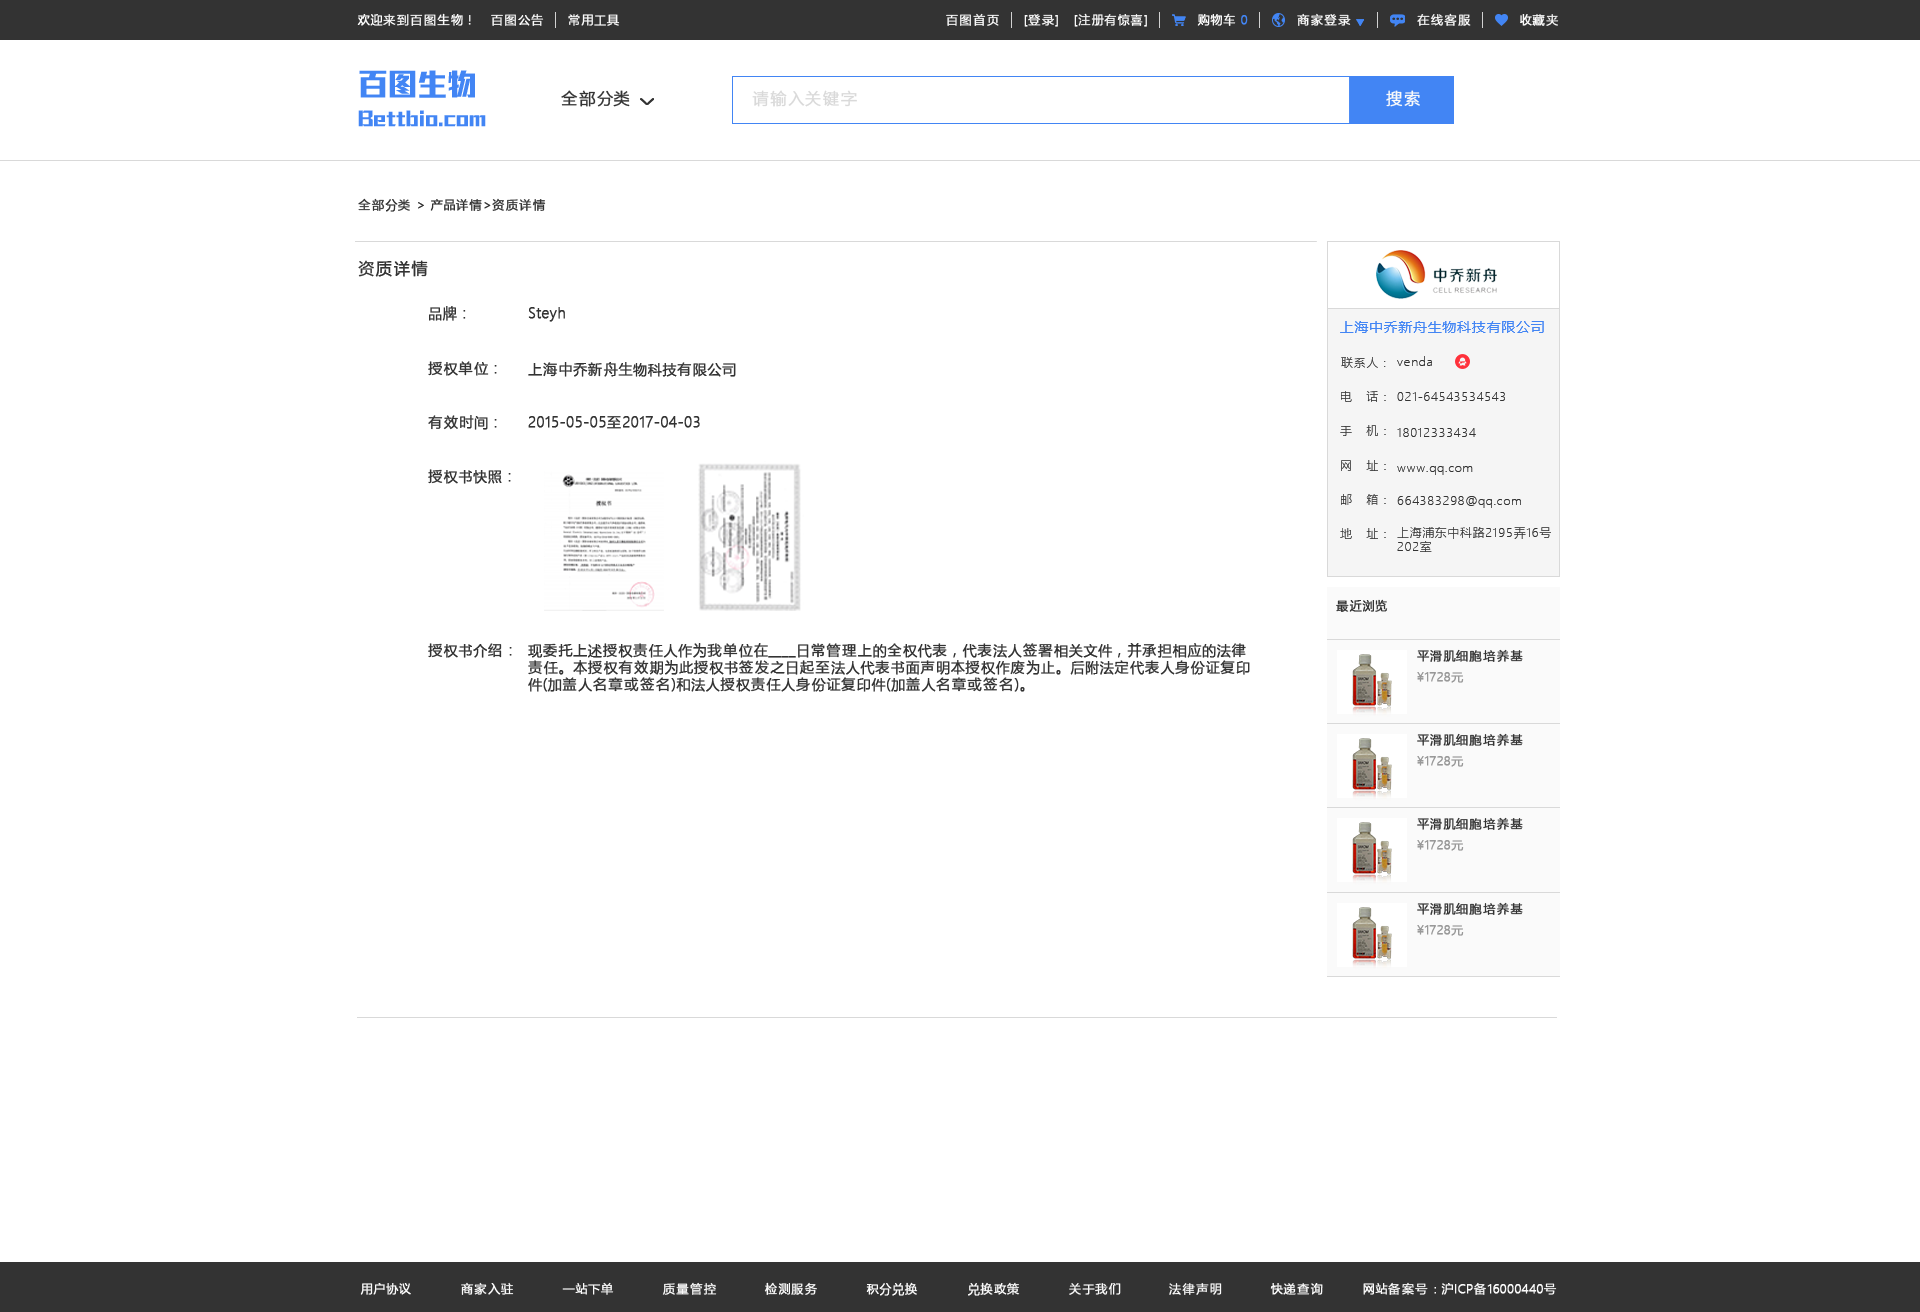 欢迎来到百图生物！ 百图公告 常用工具 百图首页 [登录] [注册有惊喜] 购物车 0 商家登录 在线客服 收藏夹
百图生物
Bettbio.com
全部分类
请输入关键字
搜索
全部分类 > 产品详情>资质详情
资质详情
品牌： Steyh
授权单位： 上海中乔新舟生物科技有限公司
有效时间： 2015-05-05至2017-04-03
授权书快照：
授权书
授权书介绍： 现委托上述授权责任人作为我单位在____日常管理上的全权代表，代表法人签署相关文件，并承担相应的法律
责任。本授权有效期为此授权书签发之日起至法人代表书面声明本授权作废为止。后附法定代表人身份证复印
件(加盖人名章或签名)和法人授权责任人身份证复印件(加盖人名章或签名)。
中乔新舟
CELL RESEARCH
上海中乔新舟生物科技有限公司
联系人： venda
电 话： 021-64543534543
手 机： 18012333434
网 址： www.qq.com
邮 箱： 664383298@qq.com
地 址： 上海浦东中科路2195弄16号
202室
最近浏览
平滑肌细胞培养基
¥1728元
平滑肌细胞培养基
¥1728元
平滑肌细胞培养基
¥1728元
平滑肌细胞培养基
¥1728元
用户协议 商家入驻 一站下单 质量管控 检测服务 积分兑换 兑换政策 关于我们 法律声明 快递查询 网站备案号：沪ICP备16000440号